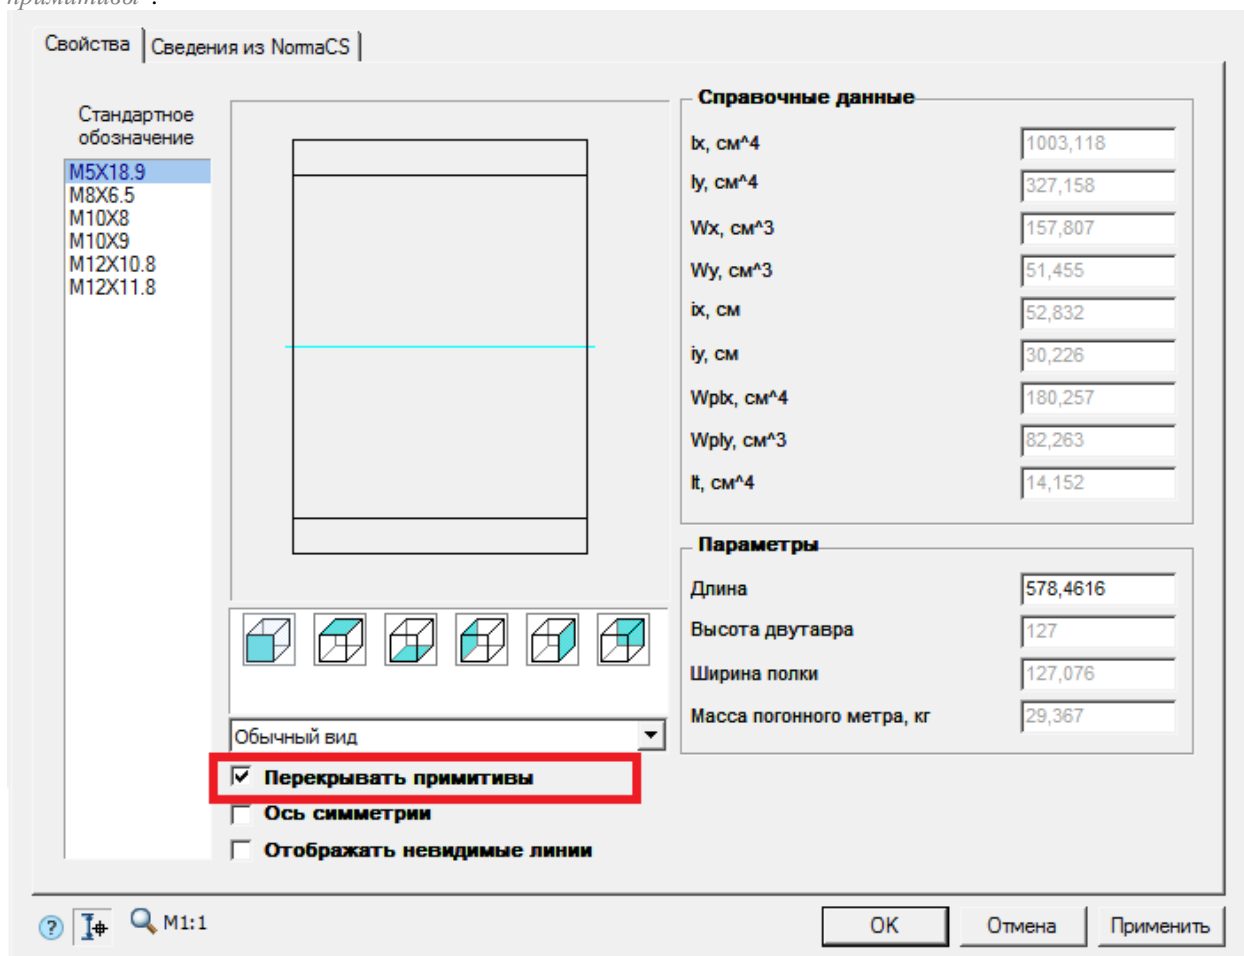 примитивы".
Свойства Сведения из NormaCS
Стандартное
обозначение
M5X18.9
M8X6.5
M10X8
M10X9
M12X10.8
M12X11.8
Справочные данные
Ix, см^4 1003,118
Iy, см^4 327,158
Wx, см^3 157,807
Wy, см^3 51,455
ix, см 52,832
iy, см 30,226
Wplx, см^4 180,257
Wply, см^3 82,263
It, см^4 14,152
Параметры
Длина 578,4616
Высота двутавра 127
Ширина полки 127,076
Масса погонного метра, кг 29,367
Обычный вид
Перекрывать примитивы
Ось симметрии
Отображать невидимые линии
? M1:1 OK Отмена Применить